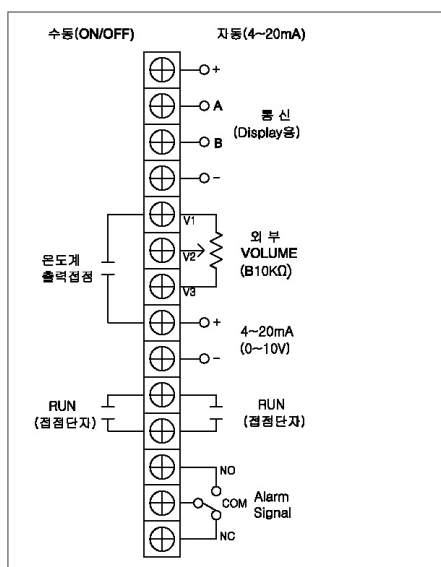 수동(ON/OFF) 자동(4~20mA)
+
A
통 신
B
(Display용)
-
V1
외 부
V2
VOLUME
(B10KΩ)
온도계
출력접점
V3
+
4~20mA
(0~10V)
-
RUN
(접점단자)
RUN
(접점단자)
NO
COM
Alarm
Signal
NC